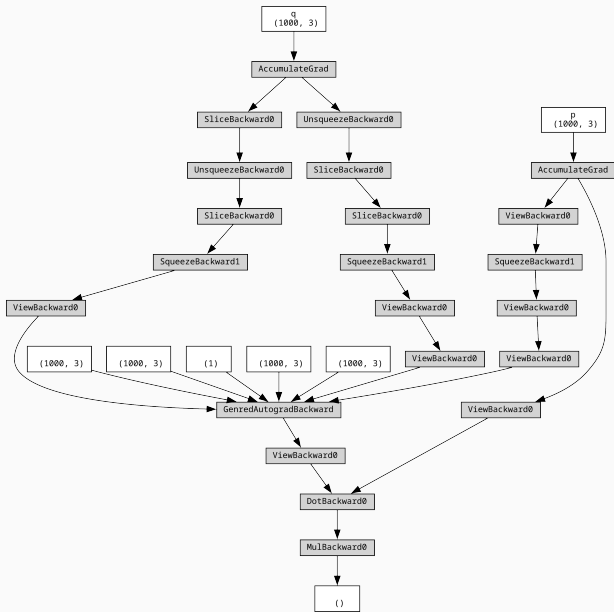 q
(1000, 3)
AccumulateGrad
SliceBackward0
UnsqueezeBackward0
p
(1000, 3)
UnsqueezeBackward0
SliceBackward0
AccumulateGrad
SliceBackward0
SliceBackward0
ViewBackward0
SqueezeBackward1
SqueezeBackward1
SqueezeBackward1
ViewBackward0
ViewBackward0
ViewBackward0
(1000, 3)
(1000, 3)
(1)
(1000, 3)
(1000, 3)
ViewBackward0
ViewBackward0
GenredAutogradBackward
ViewBackward0
ViewBackward0
DotBackward0
MulBackward0
()